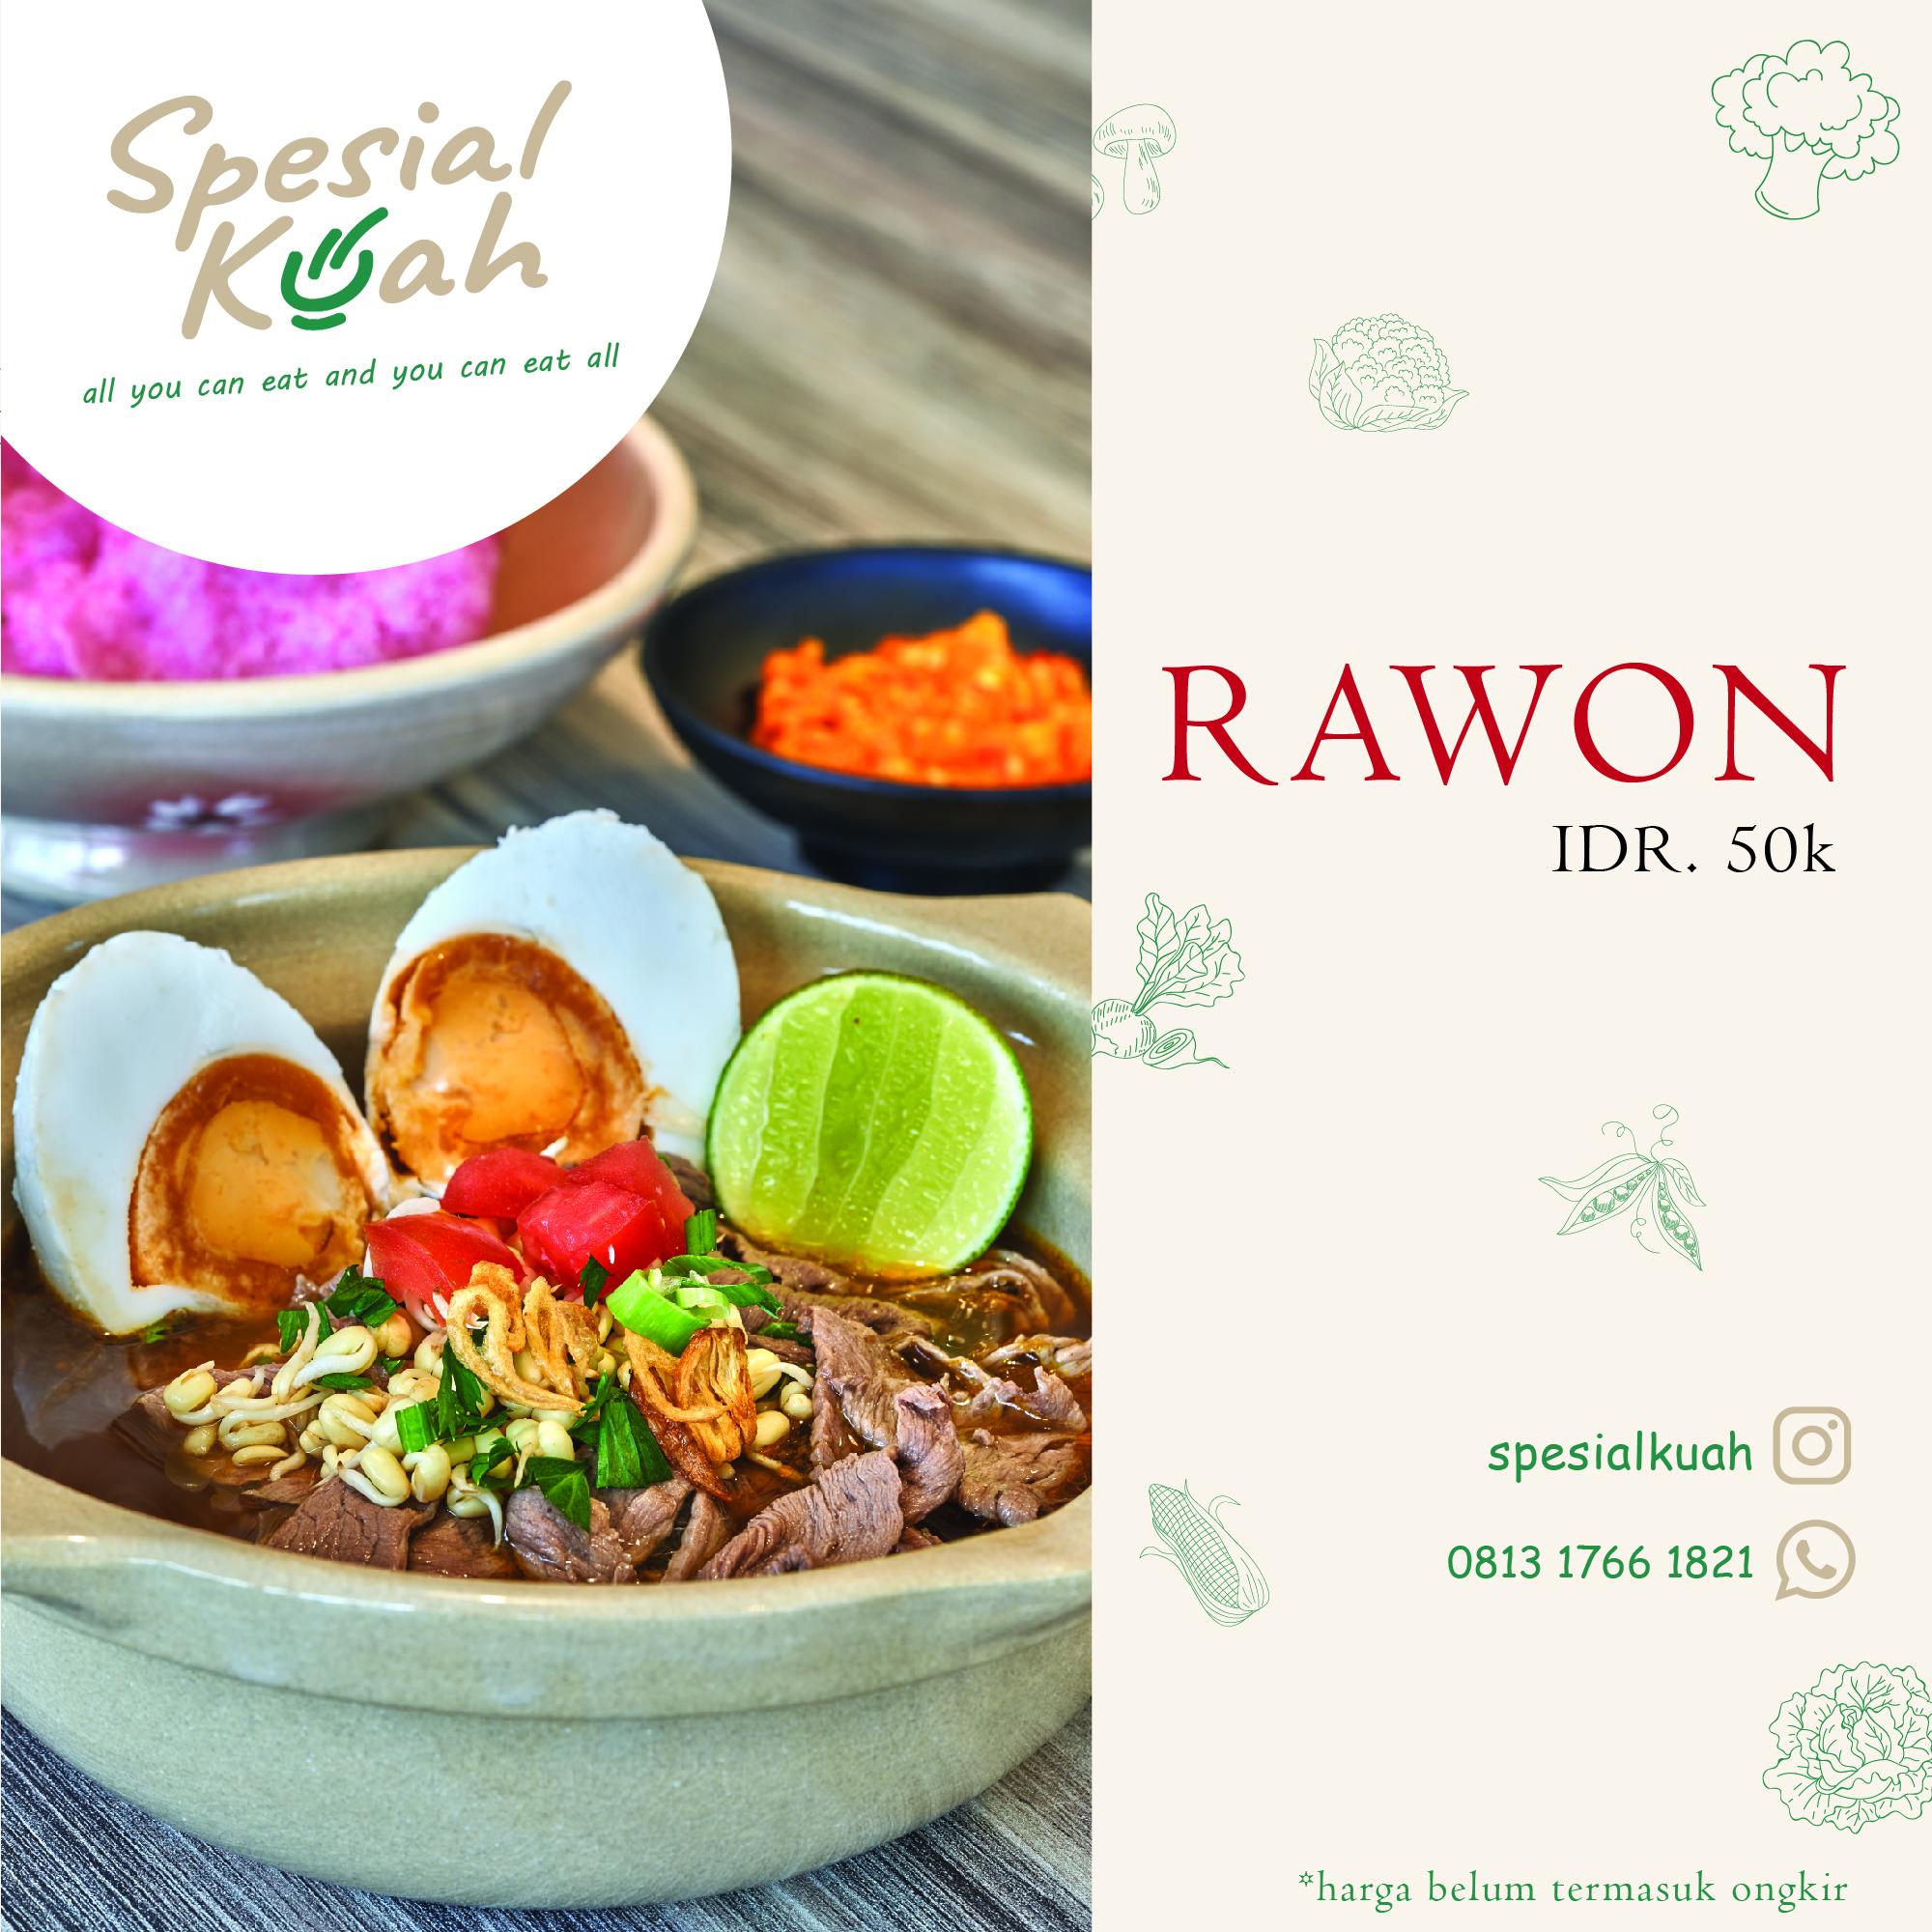 Spesial
Kuah
all you can eat and you can eat all
RAWON
IDR. 50k
spesialkuah
0813 1766 1821
*harga belum termasuk ongkir